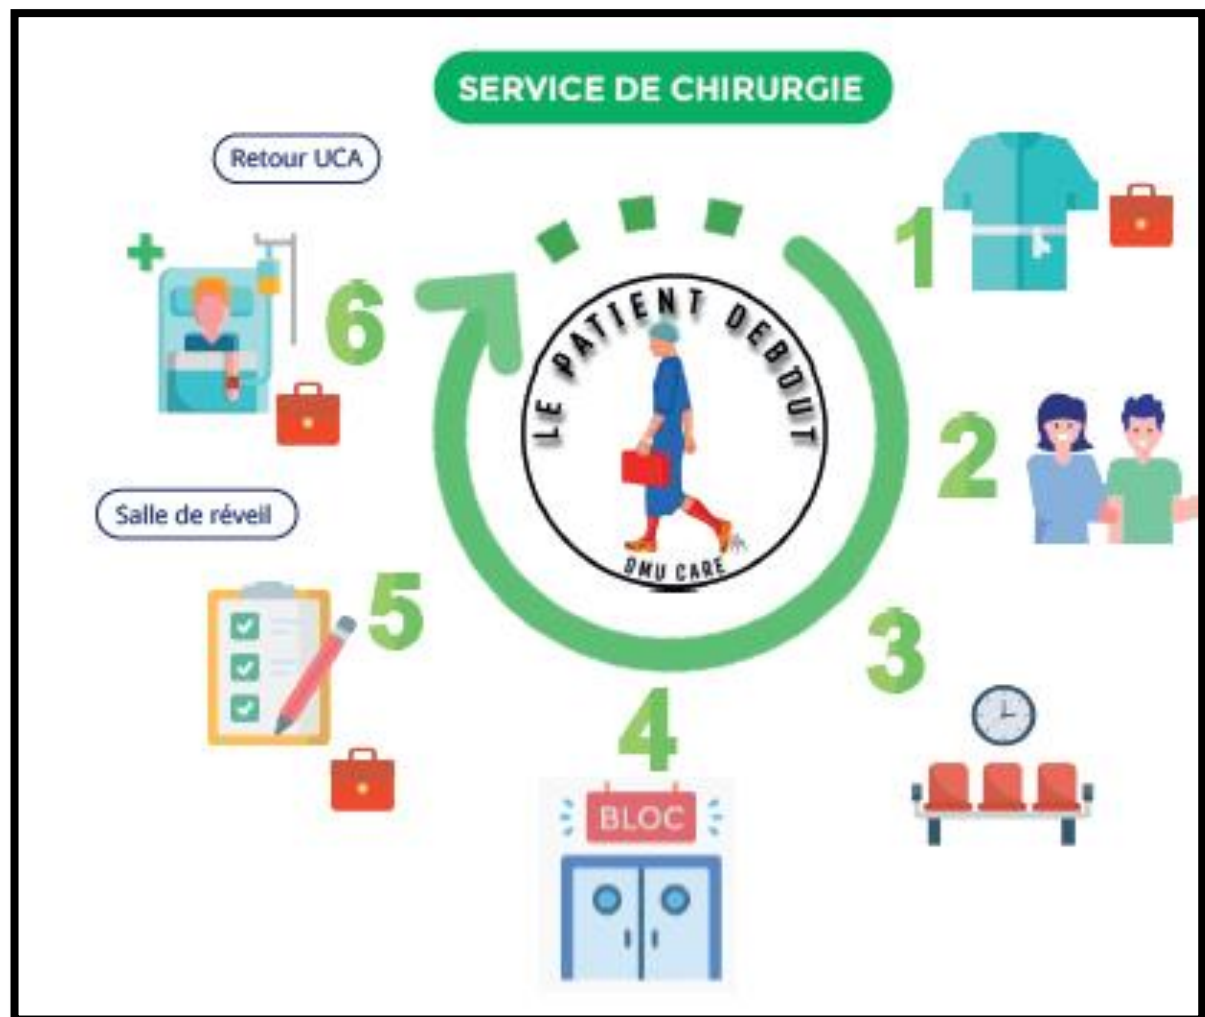 SERVICE DE CHIRURGIE
Retour UCA
1
LE PATIENT DEBOUT
DMU CARE
6
2
Salle de réveil
5
3
4
BLOC